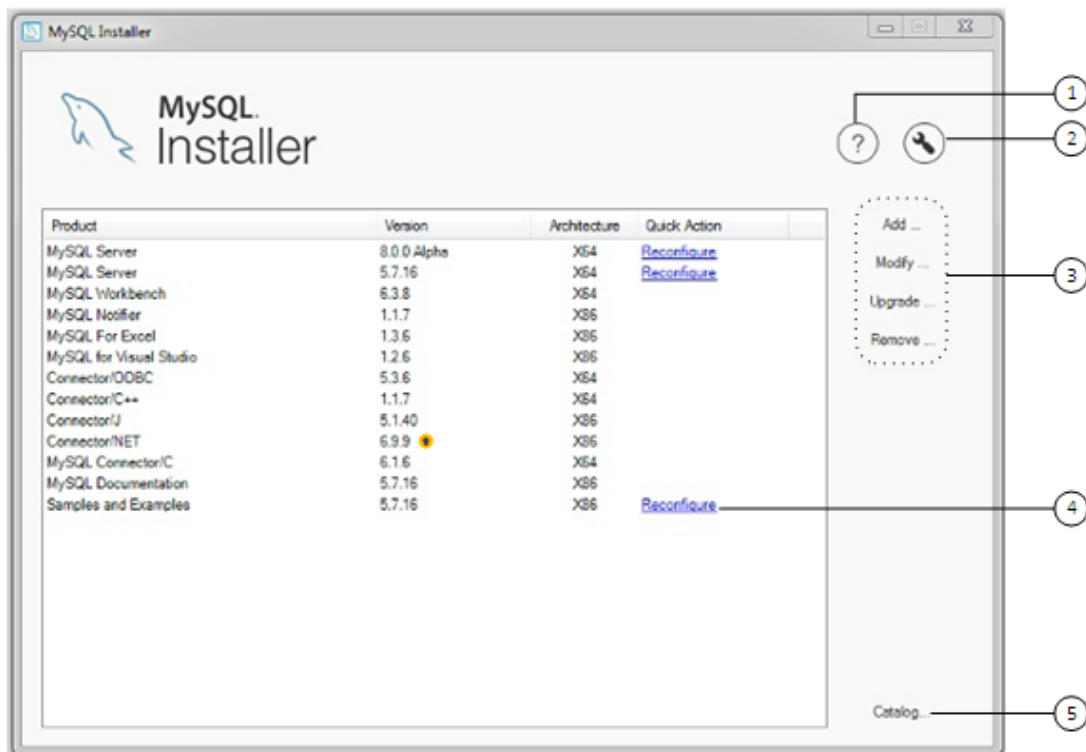 MySQL Installer
MySQL.
Installer
1
?
2
Product Version Architecture Quick Action
MySQL Server 8.0.0 Alpha X64 Reconfigure
MySQL Server 5.7.16 X64 Reconfigure
MySQL Workbench 6.3.8 X64
MySQL Notifier 1.1.7 X86
MySQL For Excel 1.3.6 X86
MySQL for Visual Studio 1.2.6 X86
Connector/ODBC 5.3.6 X64
Connector/C++ 1.1.7 X64
Connector/J 5.1.40 X86
Connector/NET 6.9.9 X86
MySQL Connector/C 6.1.6 X64
MySQL Documentation 5.7.16 X86
Samples and Examples 5.7.16 X86 Reconfigure
Add ...
Modify ...
Upgrade ...
Remove ...
3
4
Catalog...
5